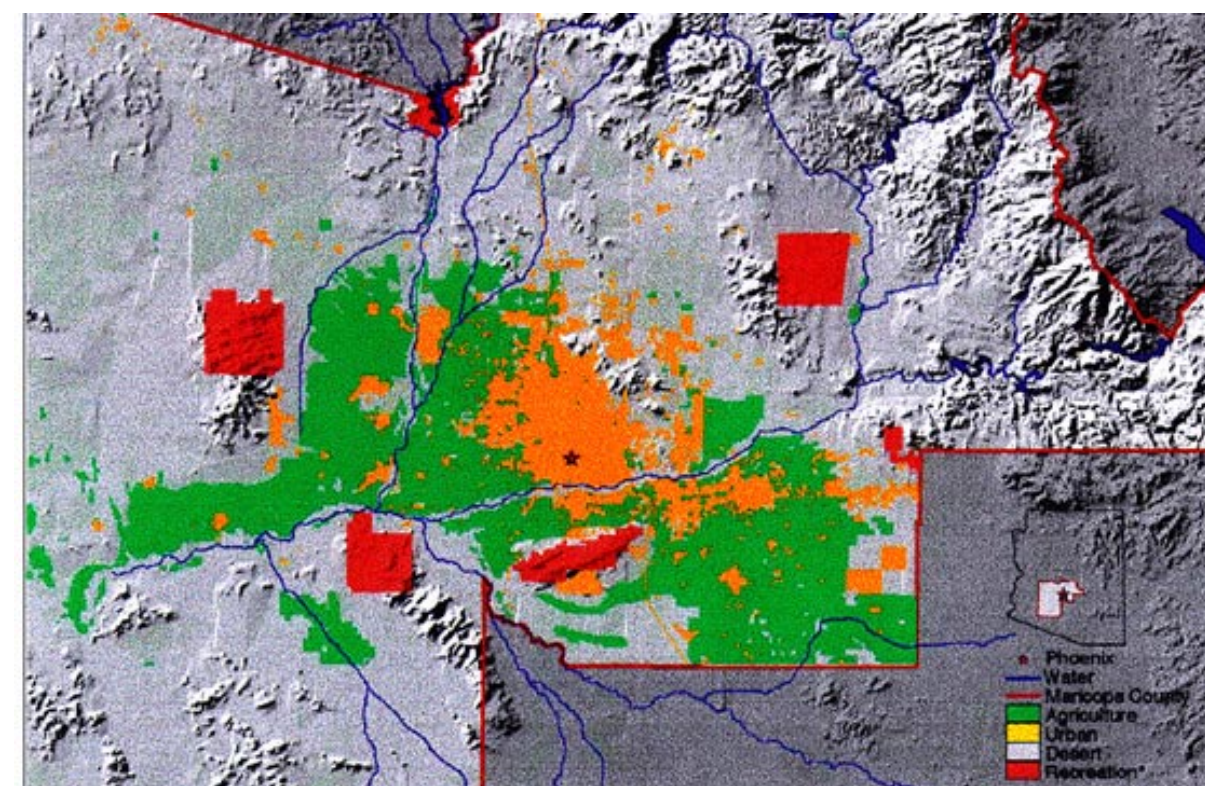 Phoenix
Water
Maricopa County
Agriculture
Urban
Desert
Recreation*